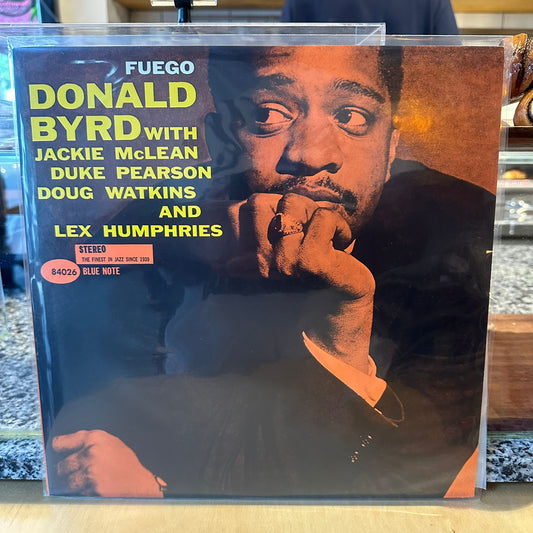 FUEGO
DONALD
BYRD WITH
JACKIE McLEAN
DUKE PEARSON
DOUG WATKINS
AND
LEX HUMPHRIES
STEREO
THE FINEST IN JAZZ SINCE 1939
84026 BLUE NOTE